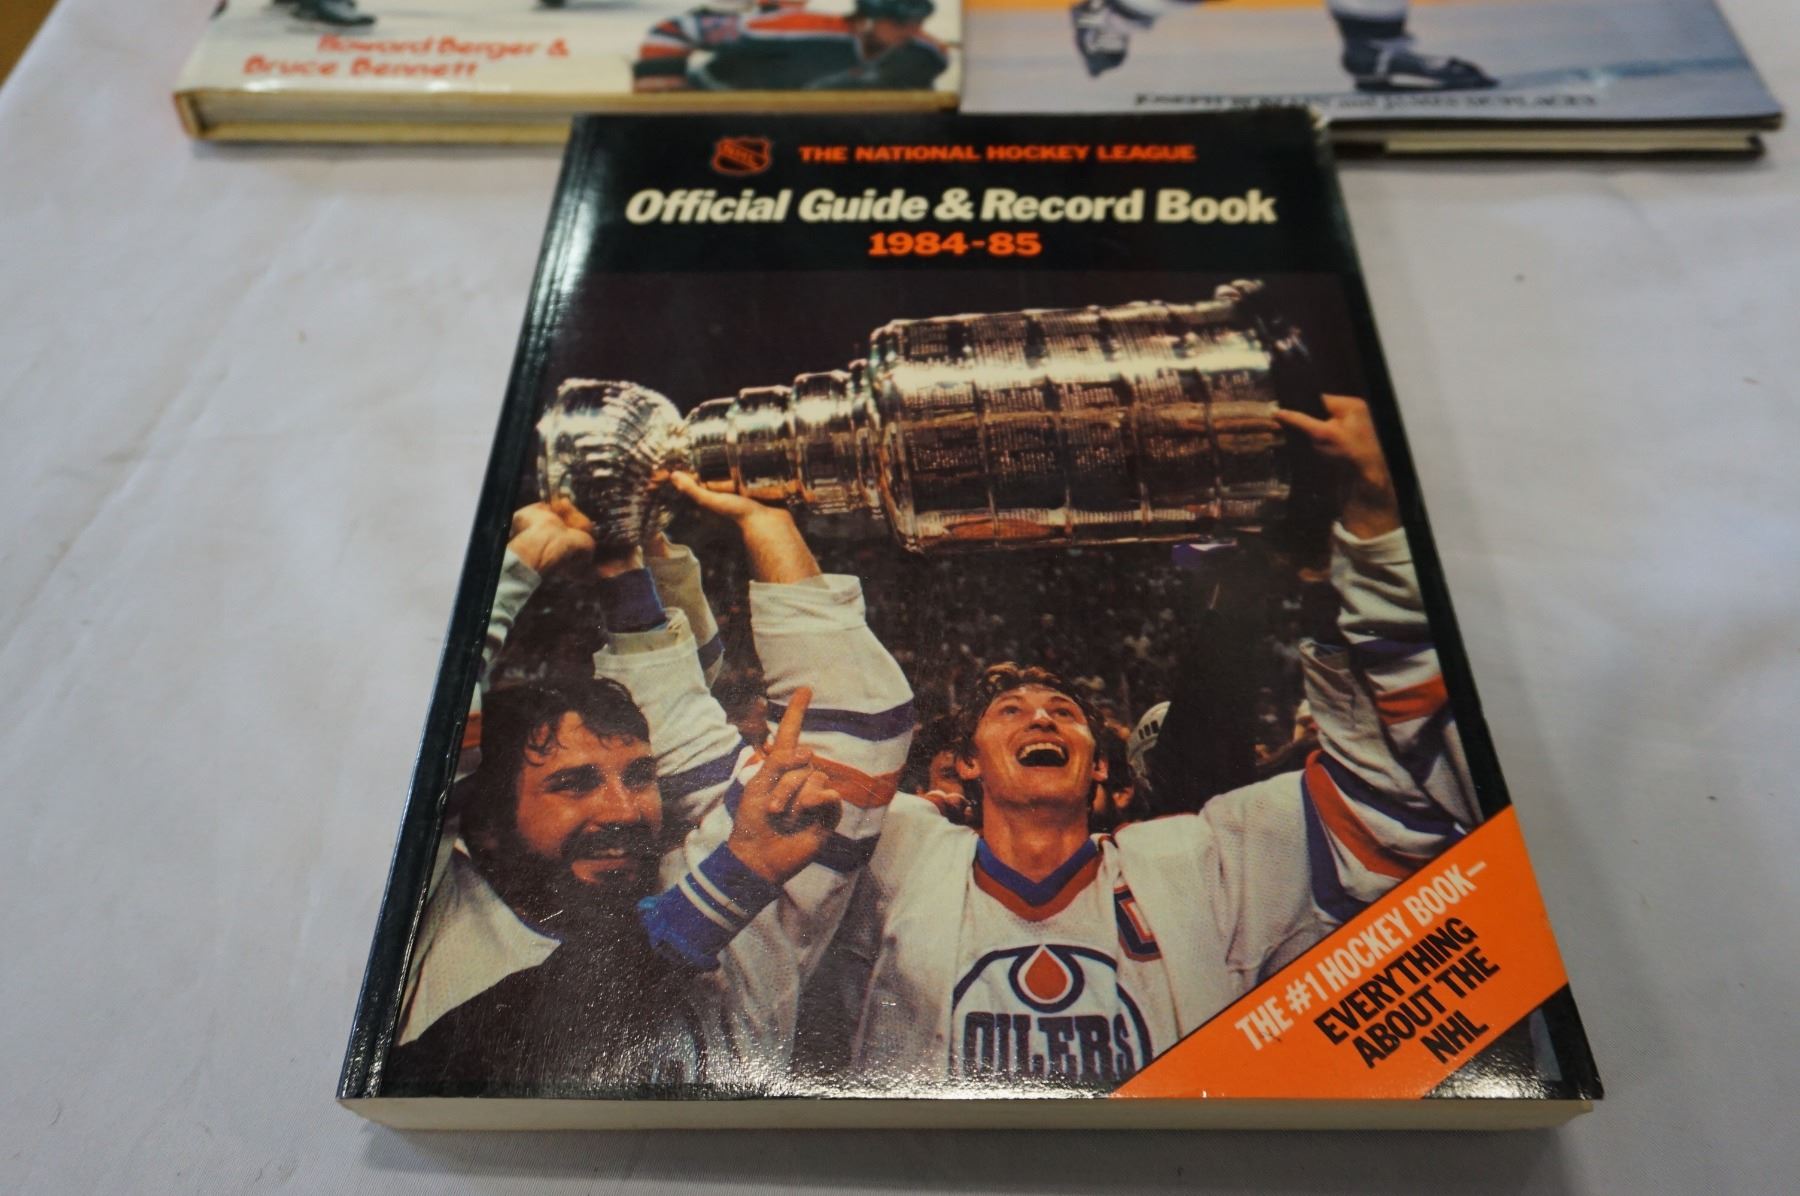 Howard Berger &
Bruce Bennett
NHL
THE NATIONAL HOCKEY LEAGUE
Official Guide & Record Book
1984-85
OILERS
THE #1 HOCKEY BOOK—
EVERYTHING
ABOUT THE
NHL